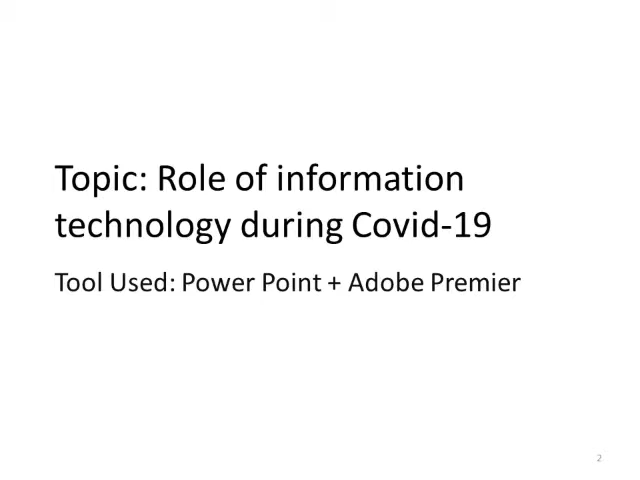 Topic: Role of information
technology during Covid-19
Tool Used: Power Point + Adobe Premier
2